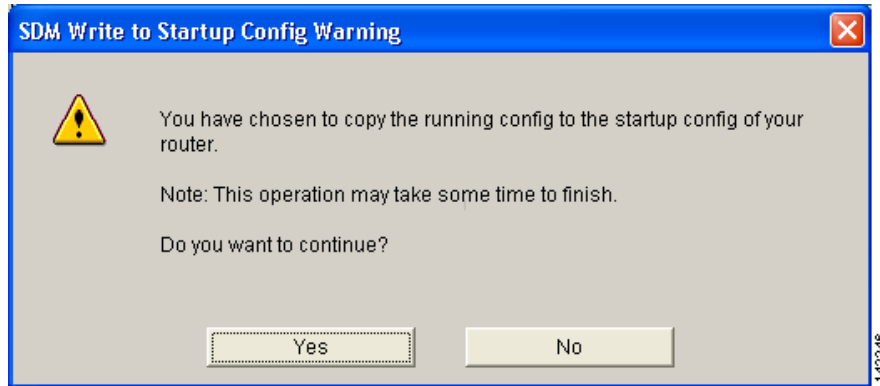 SDM Write to Startup Config Warning
You have chosen to copy the running config to the startup config of your
router.
Note: This operation may take some time to finish.
Do you want to continue?
Yes
No